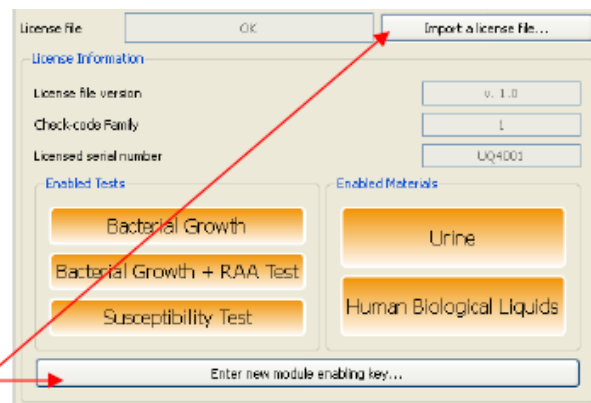 License file OK Import a license file...
License Information
License file version v. 1.0
Check-code Family 1
Licensed serial number UQ4001
Enabled Tests Enabled Materials
Bacterial Growth
Urine
Bacterial Growth + RAA Test
Susceptibility Test
Human Biological Liquids
Enter new module enabling key...